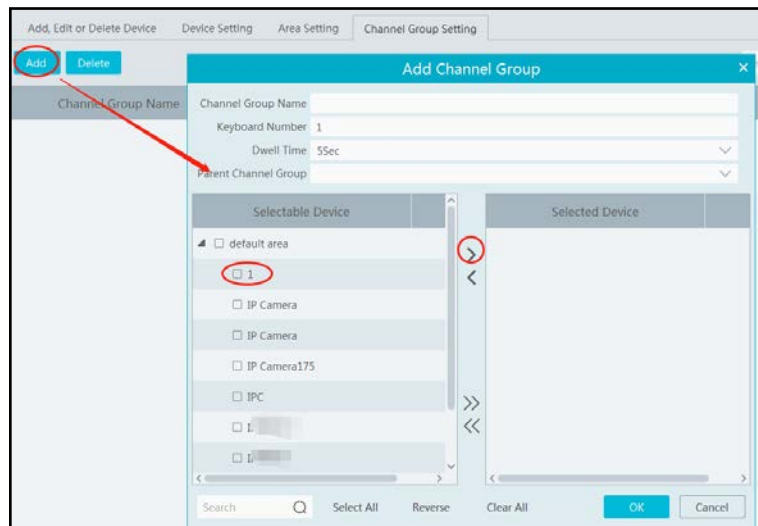 Add, Edit or Delete Device Device Setting Area Setting Channel Group Setting
Add Delete
Add Channel Group
Channel Group Name
Channel Group Name
Keyboard Number 1
Dwell Time 5Sec
Parent Channel Group
Selectable Device Selected Device
default area
1
IP Camera
IP Camera
IP Camera175
IPC
Search Select All Reverse Clear All OK Cancel